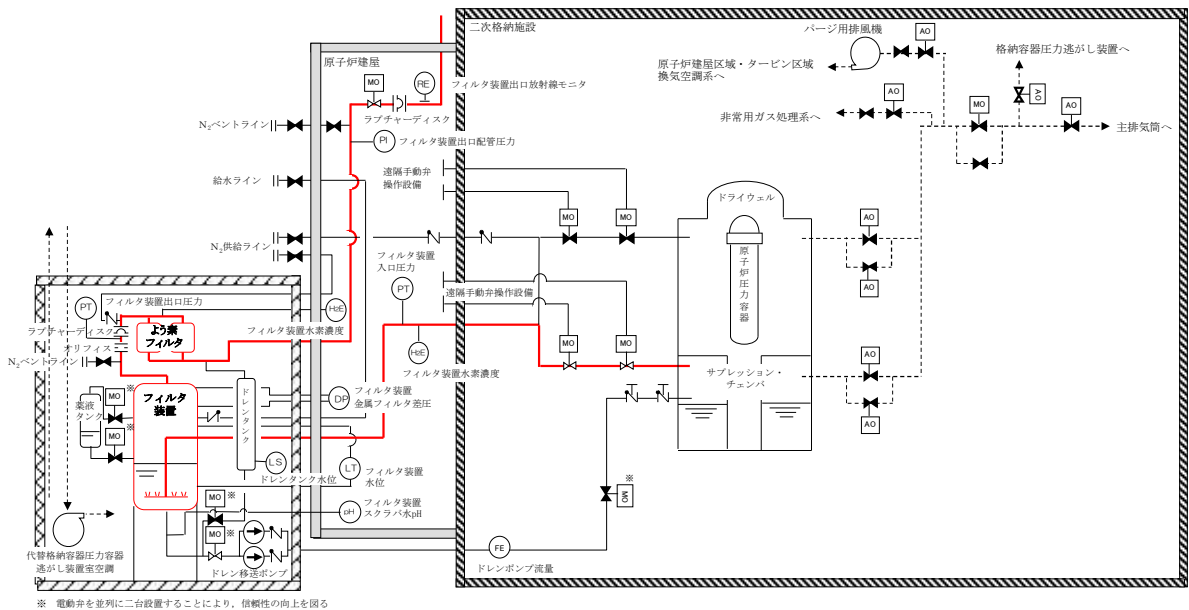 二次格納施設
パージ用排風機
AO
原子炉建屋区域・タービン区域
換気空調系へ
格納容器圧力逃がし装置へ
AO
AO
MO
AO
非常用ガス処理系へ
主排気筒へ
原子炉建屋
MO
RE
フィルタ装置出口放射線モニタ
ラプチャーディスク
N₂ベントライン
PI
フィルタ装置出口配管圧力
給水ライン
遠隔手動弁
操作設備
MO
MO
ドライウェル
原子炉圧力容器
AO
AO
N₂供給ライン
フィルタ装置
入口圧力
PT
遠隔手動弁操作設備
H2E
フィルタ装置水素濃度
MO
MO
H2E
フィルタ装置水素濃度
サプレッション・
チェンバ
AO
AO
PT
フィルタ装置出口圧力
ラプチャーディスク
よう素
フィルタ
オリフィス
N₂ベントライン
フィルタ
装置
薬液
タンク
MO
※
MO
※
ドレンタンク
DP
フィルタ装置
金属フィルタ差圧
LS
ドレンタンク水位
LT
フィルタ装置
水位
MO
※
pH
フィルタ装置
スクラバ水pH
MO
※
MO
※
代替格納容器圧力容器
逃がし装置室空調
ドレン移送ポンプ
FE
ドレンポンプ流量
※ 電動弁を並列に二台設置することにより，信頼性の向上を図る